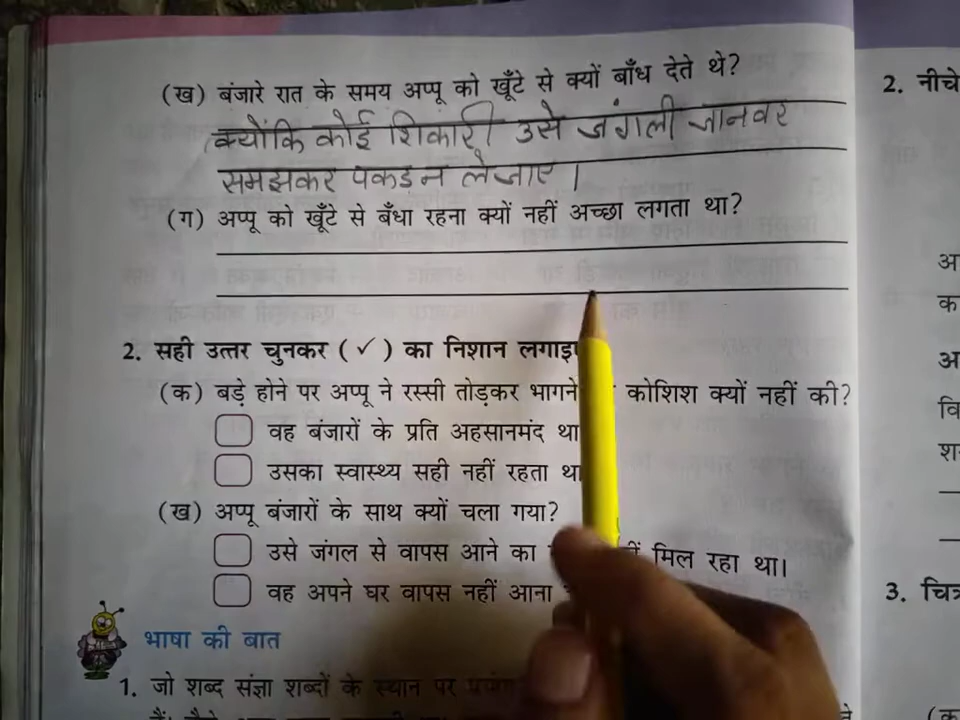 (ख) बंजारे रात के समय अप्पू को खूँटे से क्यों बाँध देते थे?
क्योंकि कोई शिकारी उसे जंगली जानवर
समझकर पकड न लेजाए ।
(ग) अप्पू को खूँटे से बँधा रहना क्यों नहीं अच्छा लगता था?
2. सही उत्तर चुनकर (✓) का निशान लगाइए
(क) बड़े होने पर अप्पू ने रस्सी तोड़कर भागने कोशिश क्यों नहीं की?
वह बंजारों के प्रति अहसानमंद था
उसका स्वास्थ्य सही नहीं रहता था
(ख) अप्पू बंजारों के साथ क्यों चला गया?
उसे जंगल से वापस आने का मिल रहा था।
वह अपने घर वापस नहीं आना
भाषा की बात
1. जो शब्द संज्ञा शब्दों के स्थान पर
2. नीचे
3. चित्र